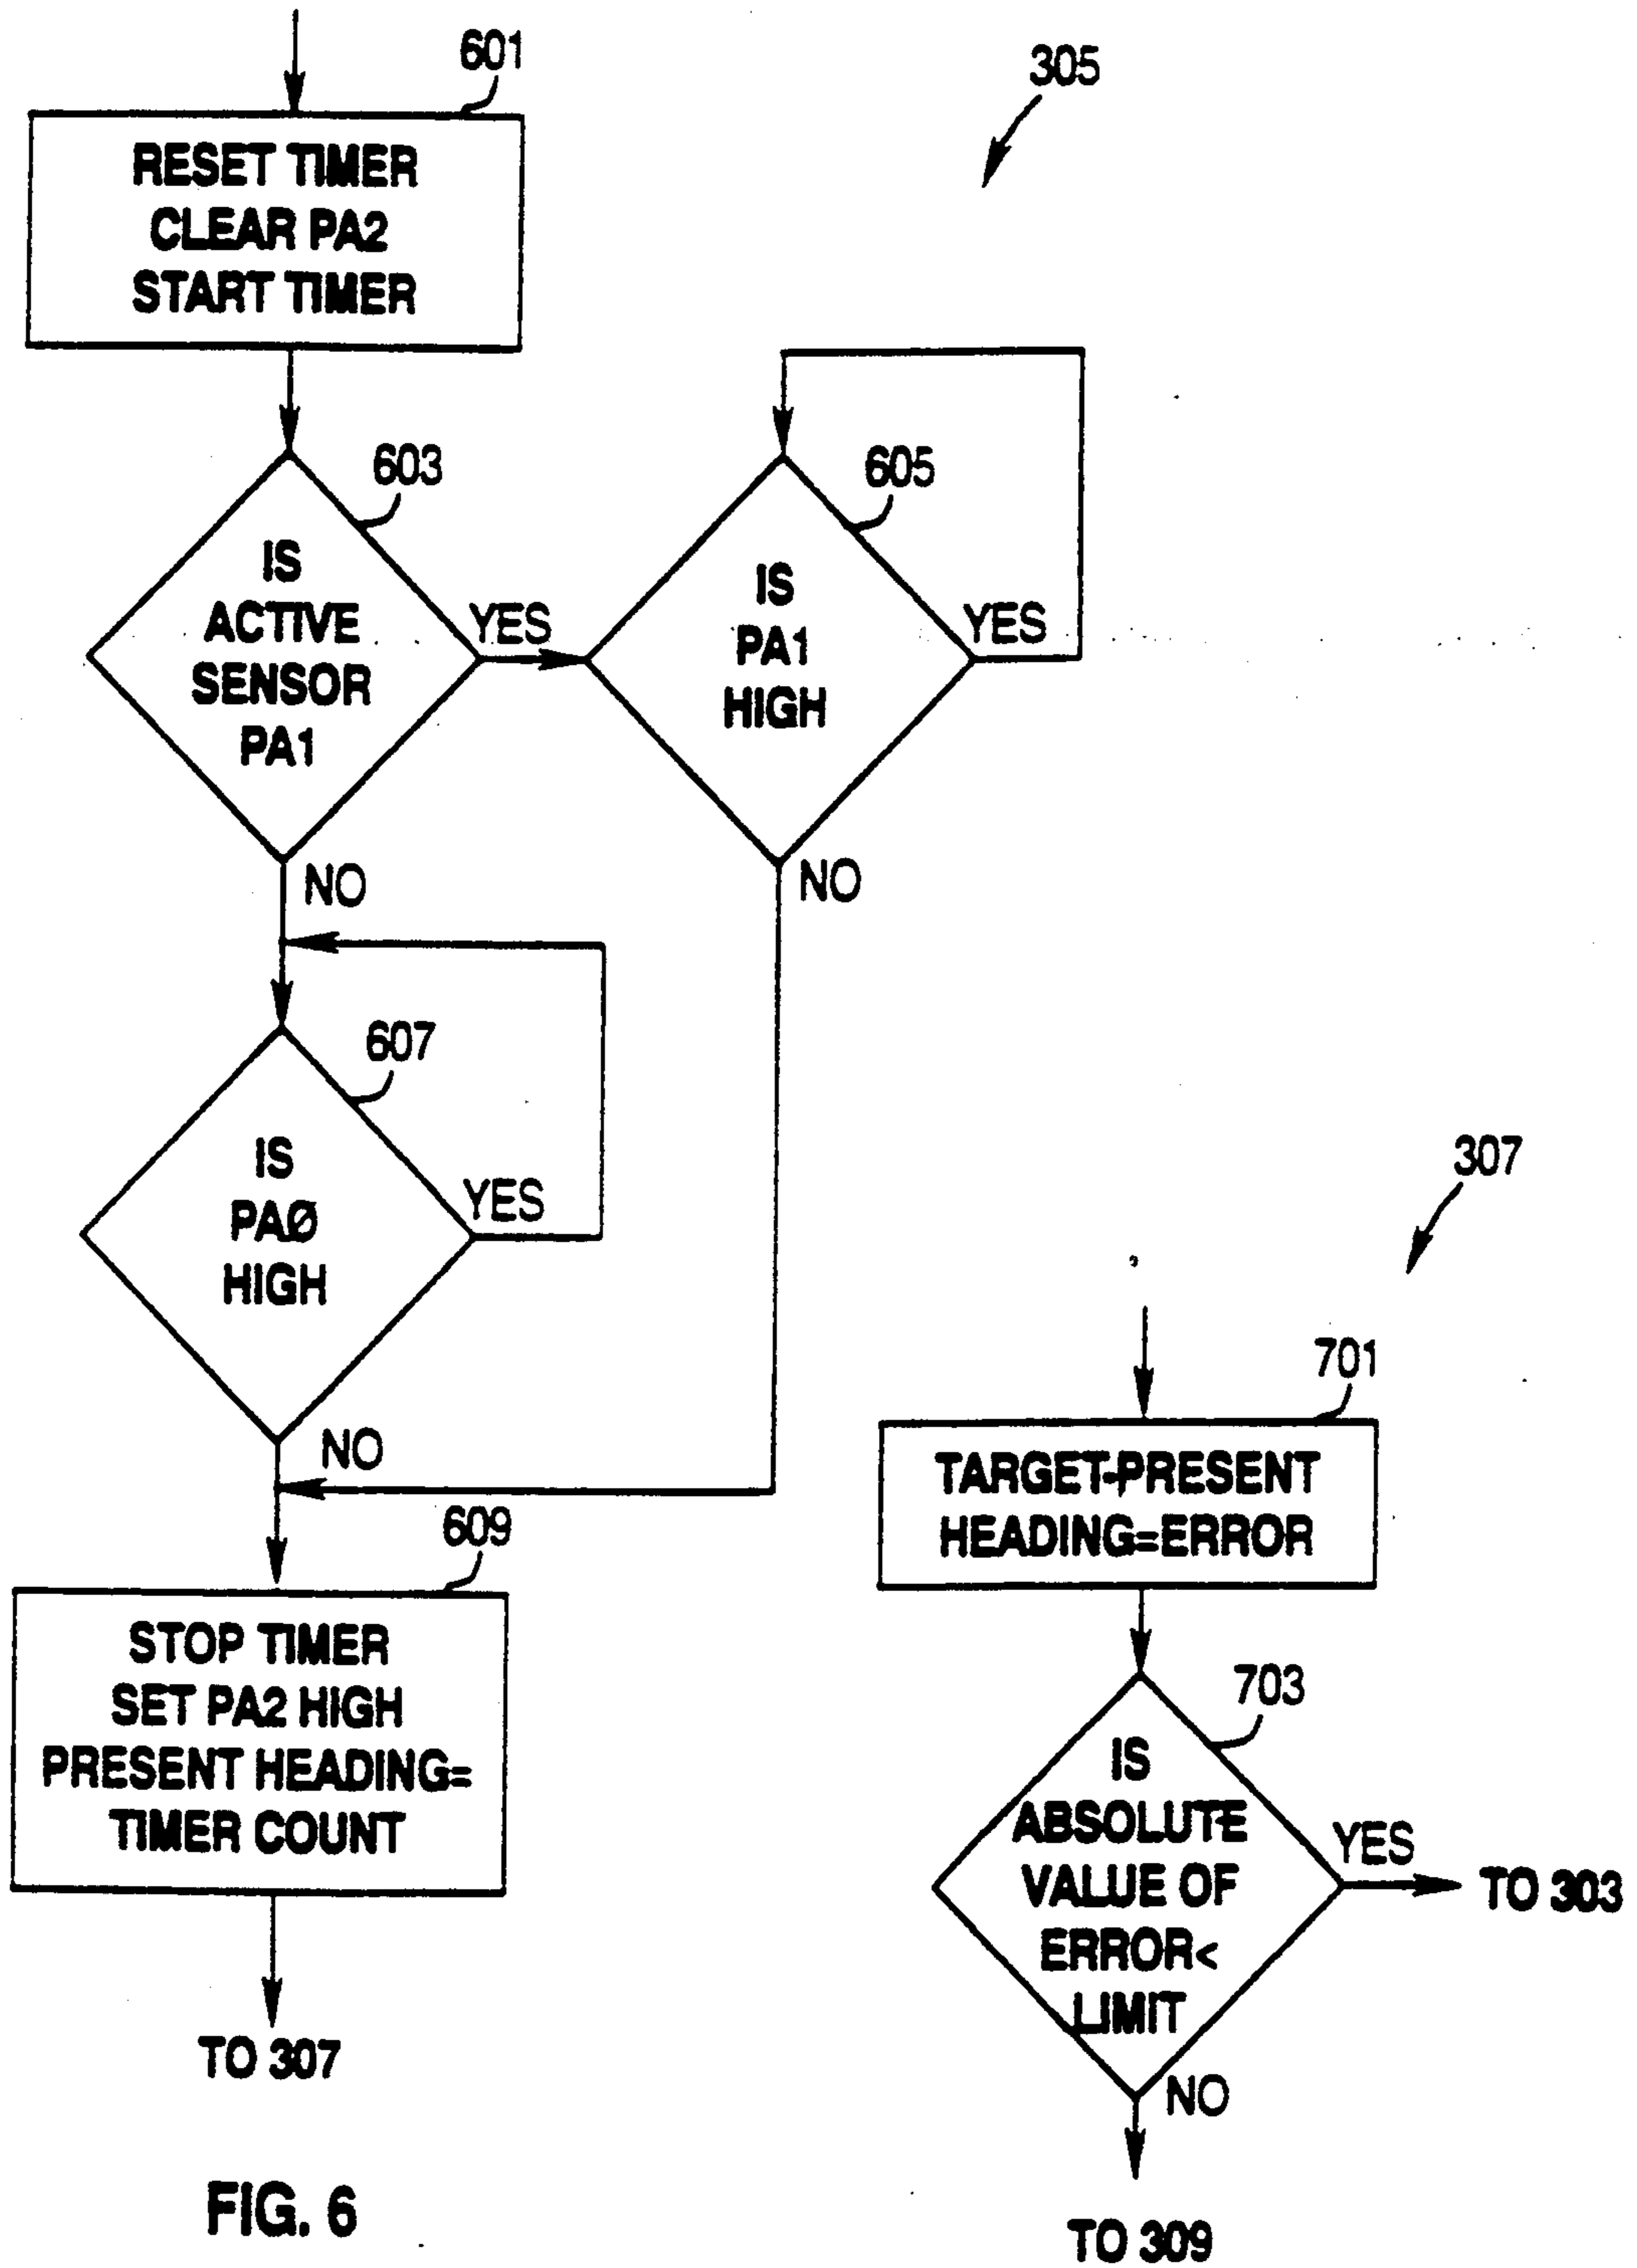 601
305
RESET TIMER
CLEAR PA2
START TIMER
603
IS
ACTIVE
SENSOR
PA1
YES
NO
605
IS
PA1
HIGH
YES
NO
607
IS
PAØ
HIGH
YES
NO
609
STOP TIMER
SET PA2 HIGH
PRESENT HEADING=
TIMER COUNT
TO 307
FIG. 6
307
701
TARGET-PRESENT
HEADING=ERROR
703
IS
ABSOLUTE
VALUE OF
ERROR<
LIMIT
YES
TO 303
NO
TO 309